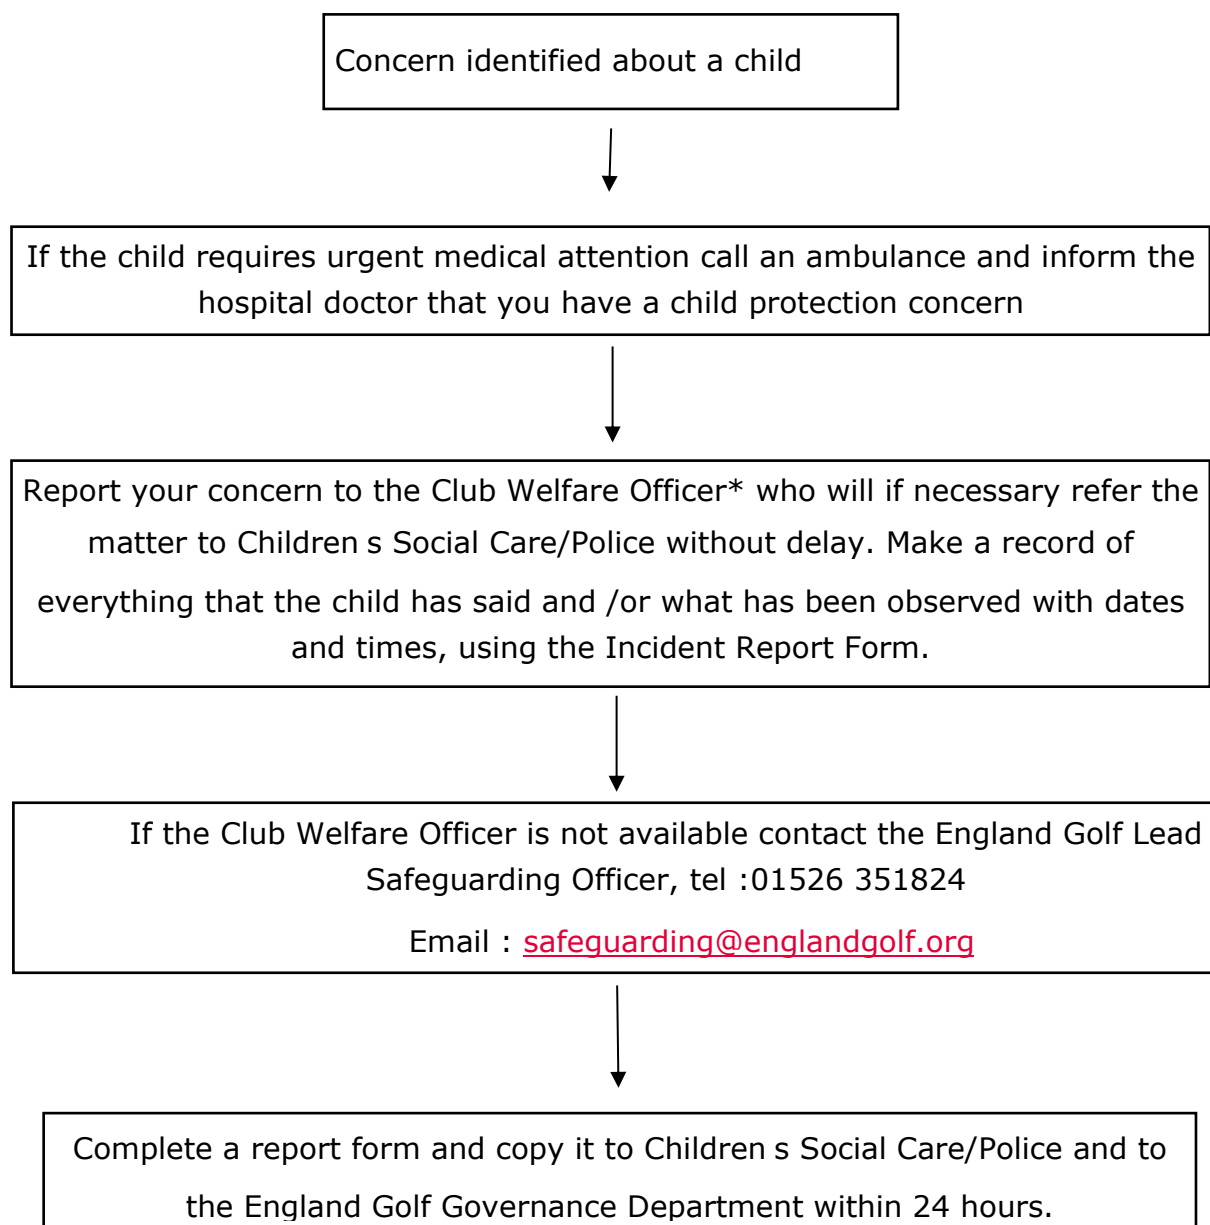 Concern identified about a child
If the child requires urgent medical attention call an ambulance and inform the
hospital doctor that you have a child protection concern
Report your concern to the Club Welfare Officer* who will if necessary refer the
matter to Children s Social Care/Police without delay. Make a record of
everything that the child has said and /or what has been observed with dates
and times, using the Incident Report Form.
If the Club Welfare Officer is not available contact the England Golf Lead
Safeguarding Officer, tel :01526 351824
Email : safeguarding@englandgolf.org
Complete a report form and copy it to Children s Social Care/Police and to
the England Golf Governance Department within 24 hours.